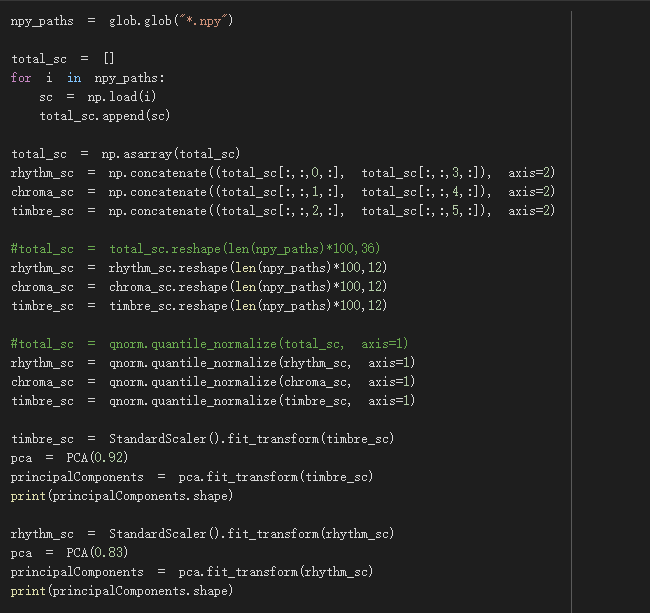 npy_paths = glob.glob("*.npy")
total_sc = []
for i in npy_paths:
    sc = np.load(i)
    total_sc.append(sc)
total_sc = np.asarray(total_sc)
rhythm_sc = np.concatenate((total_sc[:,:,0,:], total_sc[:,:,3,:]), axis=2)
chroma_sc = np.concatenate((total_sc[:,:,1,:], total_sc[:,:,4,:]), axis=2)
timbre_sc = np.concatenate((total_sc[:,:,2,:], total_sc[:,:,5,:]), axis=2)
#total_sc = total_sc.reshape(len(npy_paths)*100,36)
rhythm_sc = rhythm_sc.reshape(len(npy_paths)*100,12)
chroma_sc = chroma_sc.reshape(len(npy_paths)*100,12)
timbre_sc = timbre_sc.reshape(len(npy_paths)*100,12)
#total_sc = qnorm.quantile_normalize(total_sc, axis=1)
rhythm_sc = qnorm.quantile_normalize(rhythm_sc, axis=1)
chroma_sc = qnorm.quantile_normalize(chroma_sc, axis=1)
timbre_sc = qnorm.quantile_normalize(timbre_sc, axis=1)
timbre_sc = StandardScaler().fit_transform(timbre_sc)
pca = PCA(0.92)
principalComponents = pca.fit_transform(timbre_sc)
print(principalComponents.shape)
rhythm_sc = StandardScaler().fit_transform(rhythm_sc)
pca = PCA(0.83)
principalComponents = pca.fit_transform(rhythm_sc)
print(principalComponents.shape)